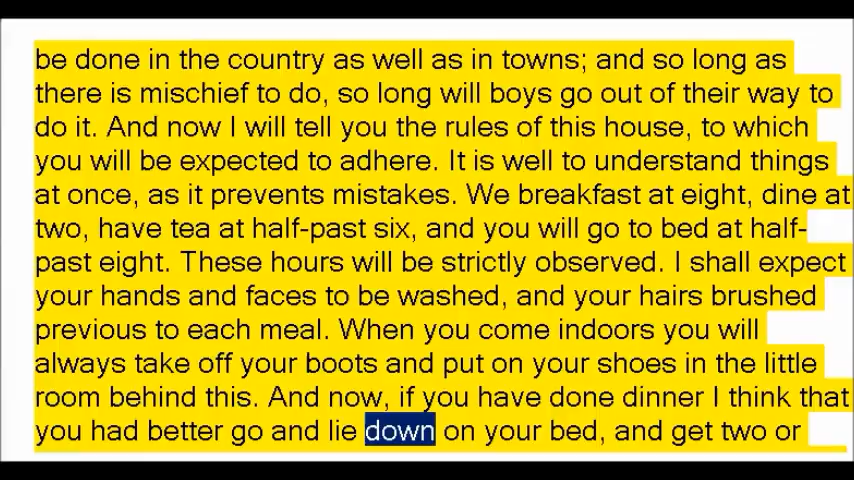 be done in the country as well as in towns; and so long as
there is mischief to do, so long will boys go out of their way to
do it. And now I will tell you the rules of this house, to which
you will be expected to adhere. It is well to understand things
at once, as it prevents mistakes. We breakfast at eight, dine at
two, have tea at half-past six, and you will go to bed at half-
past eight. These hours will be strictly observed. I shall expect
your hands and faces to be washed, and your hairs brushed
previous to each meal. When you come indoors you will
always take off your boots and put on your shoes in the little
room behind this. And now, if you have done dinner I think that
you had better go and lie down on your bed, and get two or